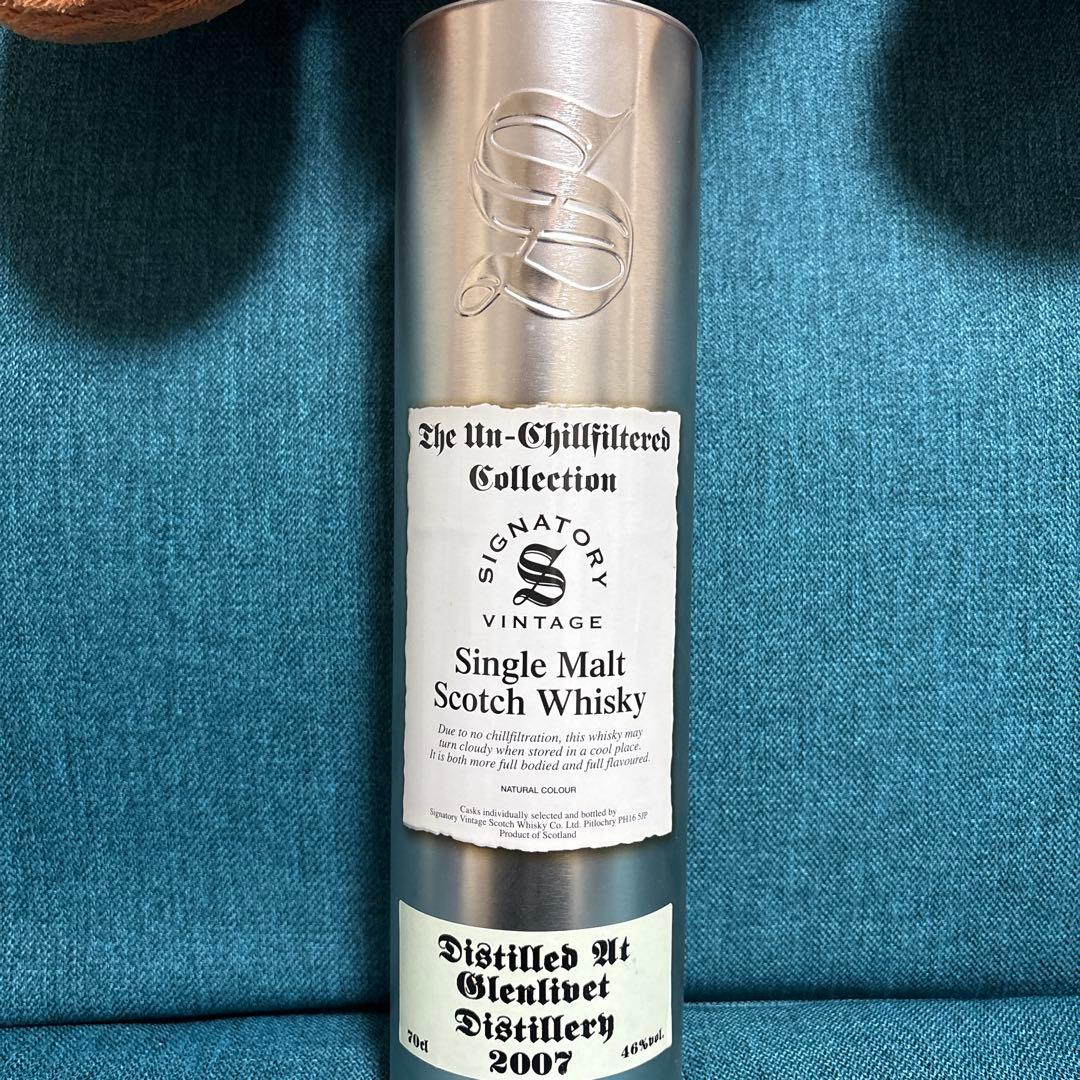 S
The Un-Chillfiltered
Collection
SIGNATORY
S
VINTAGE
Single Malt
Scotch Whisky
Due to no chillfiltration, this whisky may
turn cloudy when stored in a cool place.
It is both more full bodied and full flavoured.
NATURAL COLOUR
Casks individually selected and bottled by
Signatory Vintage Scotch Whisky Co. Ltd. Pitlochry PH16 5JP
Product of Scotland
Distilled At
Glenlivet
Distillery
70cl 2007 46%vol.